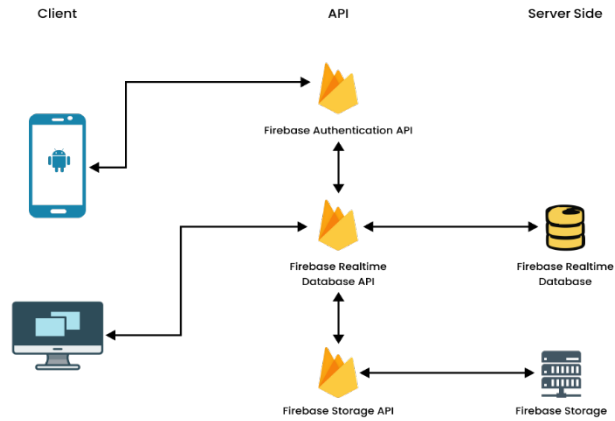 Client
API
Server Side
Firebase Authentication API
Firebase Realtime
Database API
Firebase Realtime
Database
Firebase Storage API
Firebase Storage